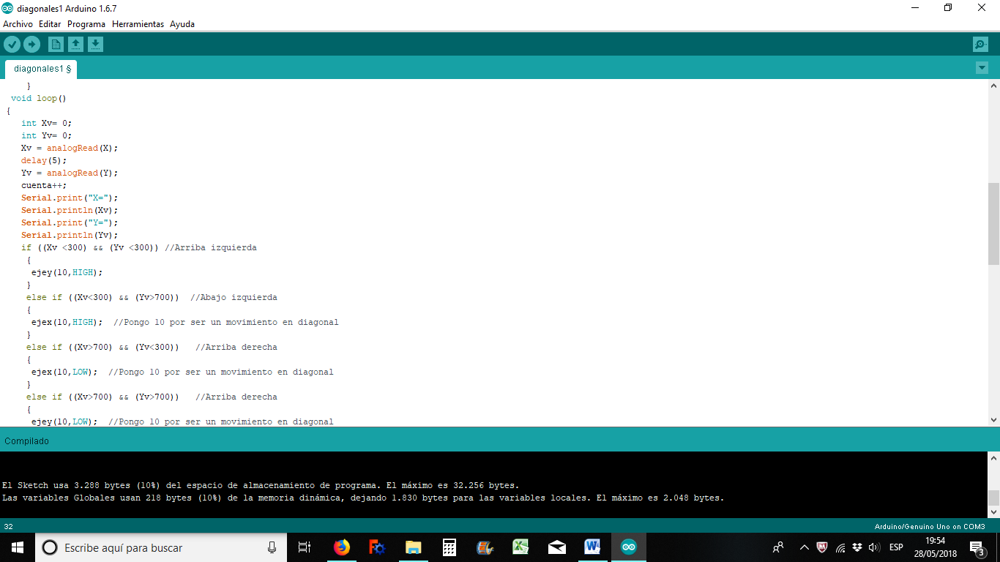 diagonales1 Arduino 1.6.7
Archivo Editar Programa Herramientas Ayuda
diagonales1 §
}
void loop()
{
int Xv= 0;
int Yv= 0;
Xv = analogRead(X);
delay(5);
Yv = analogRead(Y);
cuenta++;
Serial.print("X=");
Serial.println(Xv);
Serial.print("Y=");
Serial.println(Yv);
if ((Xv <300) && (Yv <300)) //Arriba izquierda
{
ejey(10,HIGH);
}
else if ((Xv<300) && (Yv>700)) //Abajo izquierda
{
ejex(10,HIGH); //Pongo 10 por ser un movimiento en diagonal
}
else if ((Xv>700) && (Yv<300)) //Arriba derecha
{
ejex(10,LOW); //Pongo 10 por ser un movimiento en diagonal
}
else if ((Xv>700) && (Yv>700)) //Arriba derecha
{
ejey(10,LOW); //Pongo 10 por ser un movimiento en diagonal
Compilado
El Sketch usa 3.288 bytes (10%) del espacio de almacenamiento de programa. El máximo es 32.256 bytes.
Las variables Globales usan 218 bytes (10%) de la memoria dinámica, dejando 1.830 bytes para las variables locales. El máximo es 2.048 bytes.
32 Arduino/Genuino Uno on COM3
Escribe aquí para buscar
ESP
19:54
28/05/2018
3